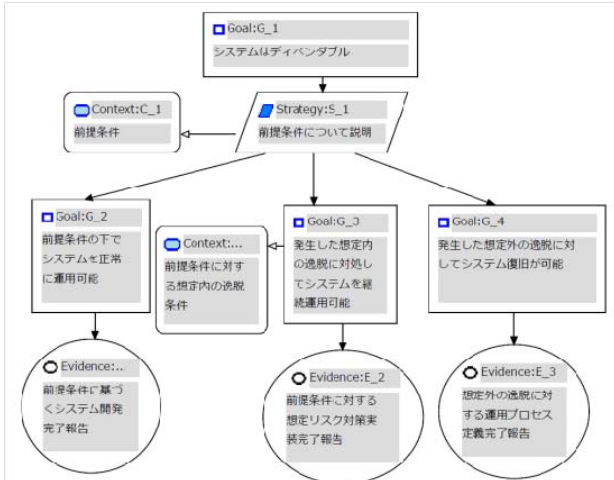 Goal:G_1
システムはディペンダブル
Context:C_1
前提条件
Strategy:S_1
前提条件について説明
Goal:G_2
前提条件の下で
システムを正常
に運用可能
Context:...
前提条件に対す
る想定内の逸脱
条件
Goal:G_3
発生した想定内
の逸脱に対処し
てシステムを継
続運用可能
Goal:G_4
発生した想定外の逸脱に対
してシステム復旧が可能
Evidence:...
前提条件に基づ
くシステム開発
完了報告
Evidence:E_2
前提条件に対する
想定リスク対策実
装完了報告
Evidence:E_3
想定外の逸脱に対
する運用プロセス
定義完了報告